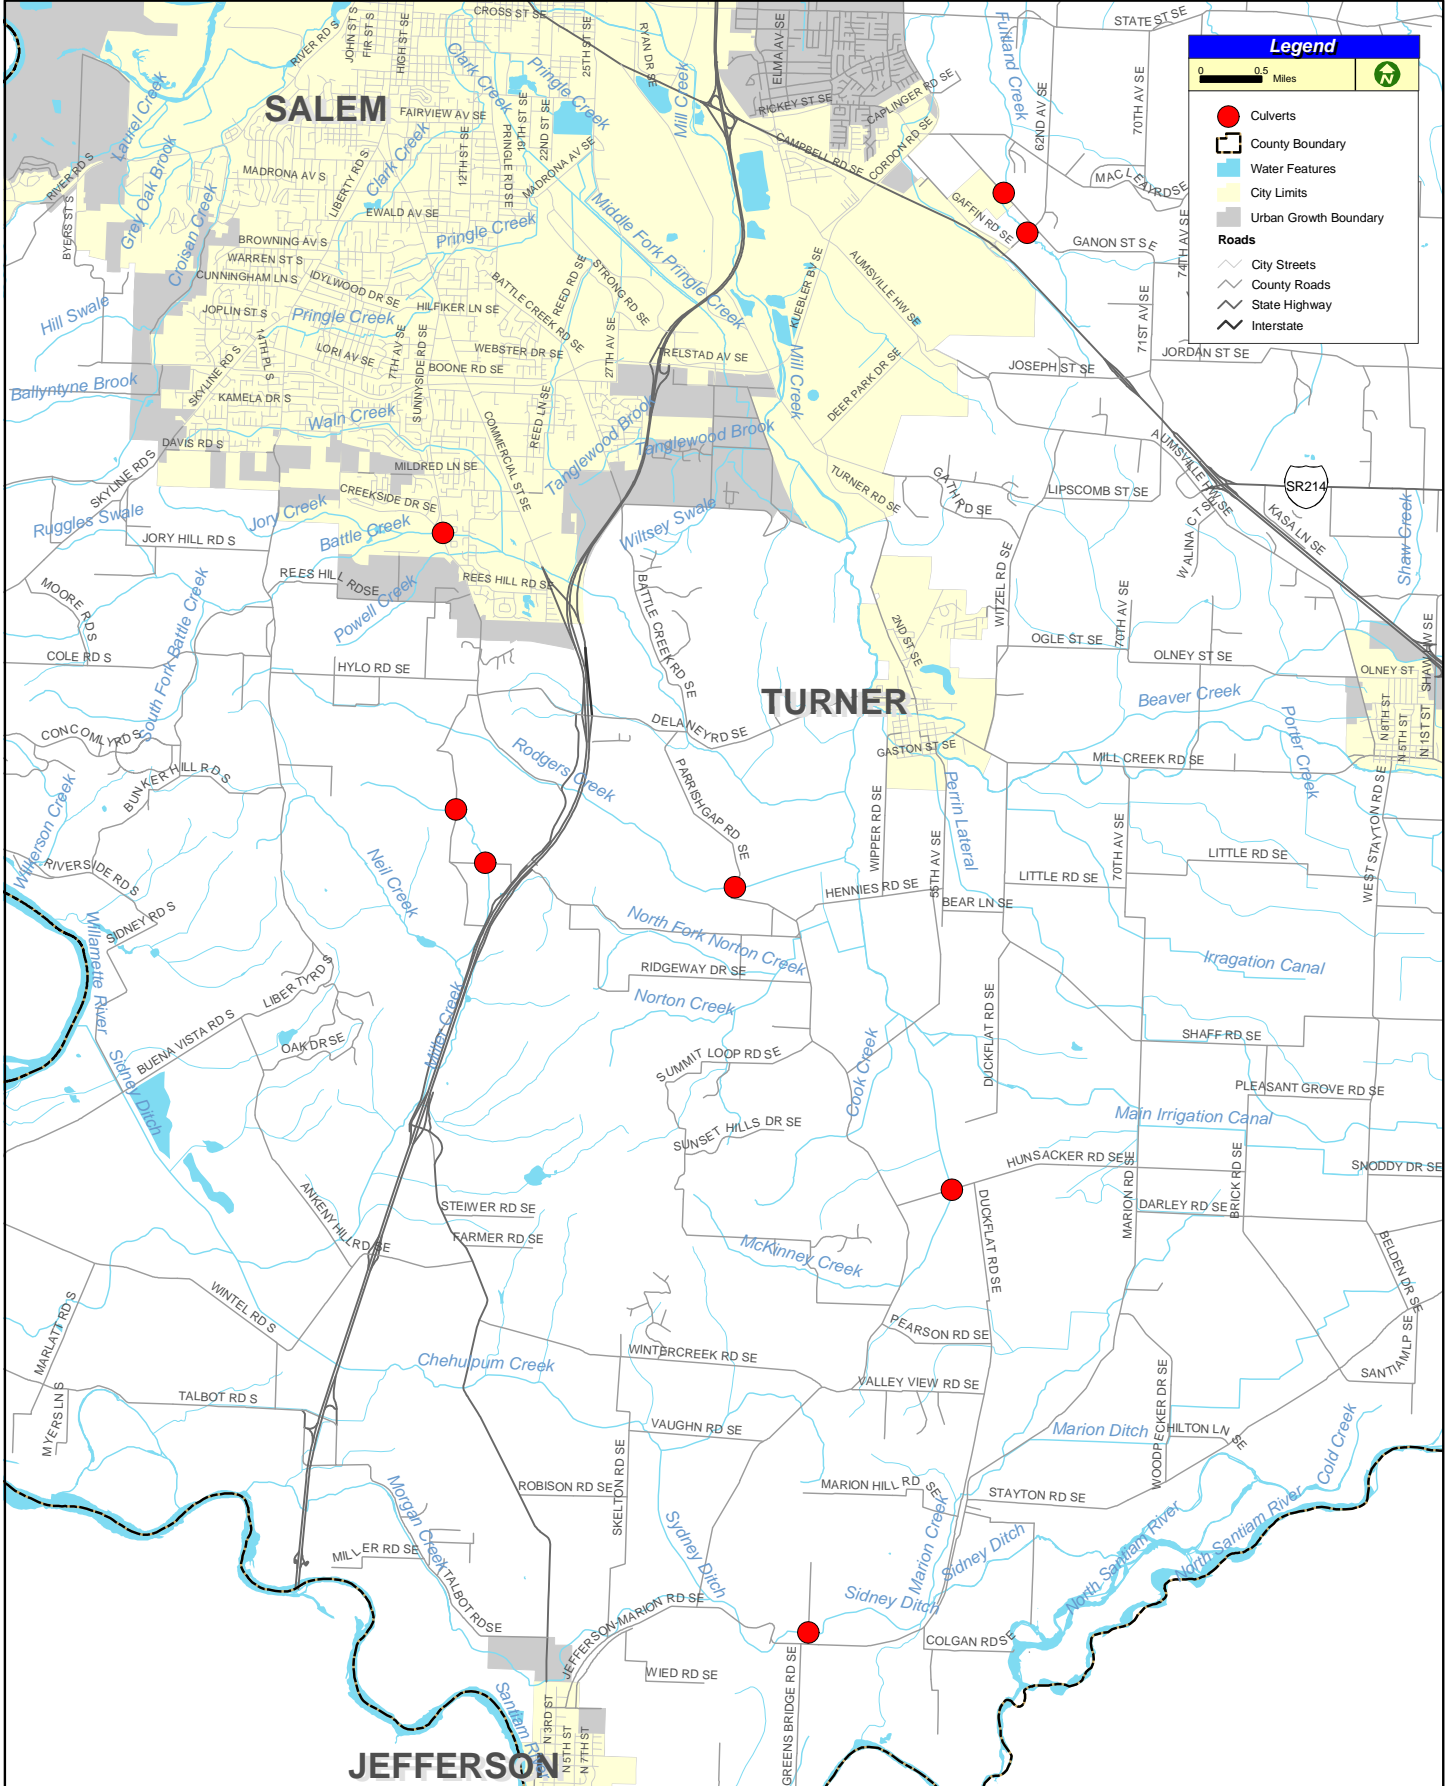 CROSS ST SE
STATE ST SE
RIVER RD S
JOHN ST S
FIR ST S
HIGH ST SE
25TH ST SE
RYAN DR SE
ELMA AV SE
Fruitland Creek
62ND AV SE
70TH AV SE
Legend
0 0.5 Miles
N
Culverts
County Boundary
Water Features
City Limits
Urban Growth Boundary
Roads
City Streets
County Roads
State Highway
Interstate
Clark Creek
Pringle Creek
Mill Creek
SALEM
RICKEY ST SE
CAPLINGER RD SE
FAIRVIEW AV SE
Laurel Creek
Clark Creek
12TH ST SE
PRINGLE RD SE
19TH ST SE
22ND ST SE
MADRONA AV SE
CAMPBELL RD SE
CORDON RD SE
RIVER RD S
Grey Oak Brook
MADRONA AV S
LIBERTY RD S
MACLEAY RD SE
BYERS ST S
Croisan Creek
EWALD AV SE
Middle Fork Pringle Creek
GAFFIN RD SE
74TH AV SE
BROWNING AV S
Pringle Creek
GANON ST SE
WARREN ST S
CUNNINGHAM LN S
IDYLWOOD DR SE
BATTLE CREEK RD SE
REED RD SE
STRONG RD SE
KUEBLER BV SE
AUMSVILLE HW SE
Hill Swale
JOPLIN ST S
Pringle Creek
HILFIKER LN SE
71ST AV SE
14TH PL S
LORI AV SE
7TH AV SE
SUNNYSIDE RD SE
WEBSTER DR SE
27TH AV SE
TRELSTAD AV SE
Mill Creek
JORDAN ST SE
SKYLINE RD S
BOONE RD SE
JOSEPH ST SE
Ballyntyne Brook
KAMELA DR S
DEER PARK DR SE
Waln Creek
COMMERCIAL ST SE
REED LN SE
Tanglewood Brook
Tanglewood Brook
DAVIS RD S
AUMSVILLE HW SE
SKYLINE RD S
MILDRED LN SE
TURNER RD SE
GATH RD SE
LIPSCOMB ST SE
SR214
CREEKSIDE DR SE
Ruggles Swale
Jory Creek
Battle Creek
Wiltsey Swale
WALINA CT S
KASA LN SE
Shaw Creek
JORY HILL RD S
REES HILL RD SE
REES HILL RD SE
MOORE RD S
South Fork Battle Creek
Powell Creek
BATTLE CREEK RD SE
WITZEL RD SE
70TH AV SE
2ND ST SE
OGLE ST SE
SHAW HW SE
COLE RD S
HYLO RD SE
OLNEY ST SE
OLNEY ST
TURNER
Beaver Creek
CONCOMLY RD S
DELANEY RD SE
Porter Creek
N 8TH ST
N 5TH ST
N 1ST ST
Rodgers Creek
GASTON ST SE
MILL CREEK RD SE
BUNKER HILL RD S
PARRISH GAP RD SE
Perrin Lateral
WEST STAYTON RD SE
Wilkerson Creek
WIPPER RD SE
70TH AV SE
RIVERSIDE RD S
Neil Creek
55TH AV SE
LITTLE RD SE
LITTLE RD SE
HENNIES RD SE
BEAR LN SE
SIDNEY RD S
Willamette River
North Fork Norton Creek
Irragation Canal
LIBERTY RD S
RIDGEWAY DR SE
Norton Creek
Miller Creek
BUENA VISTA RD S
OAK DR SE
DUCKFLAT RD SE
SHAFF RD SE
Sidney Ditch
SUMMIT LOOP RD SE
Cook Creek
PLEASANT GROVE RD SE
Main Irrigation Canal
SUNSET HILLS DR SE
HUNSACKER RD SE
SNODDY DR SE
ANKENY HILL RD SE
STEIWER RD SE
DUCKFLAT RD SE
MARION RD SE
DARLEY RD SE
BRICK RD SE
FARMER RD SE
McKinney Creek
BELDEN DR SE
WINTEL RD S
MARLATT RD S
PEARSON RD SE
SANTIAM LP SE
Chehulpum Creek
WINTERCREEK RD SE
VALLEY VIEW RD SE
TALBOT RD S
WOODPECKER DR SE
MYERS LN S
VAUGHN RD SE
Marion Ditch
HILTON LN SE
Cold Creek
SKELTON RD SE
ROBISON RD SE
MARION HILL RD SE
STAYTON RD SE
Morgan Creek
Sydney Ditch
Marion Creek
Sidney Ditch
North Santiam River
North Santiam River
MILLER RD SE
TALBOT RD SE
JEFFERSON-MARION RD SE
Sidney Ditch
COLGAN RD SE
WIED RD SE
GREENS BRIDGE RD SE
Santiam River
N 3RD ST
N 5TH ST
N 7TH ST
JEFFERSON